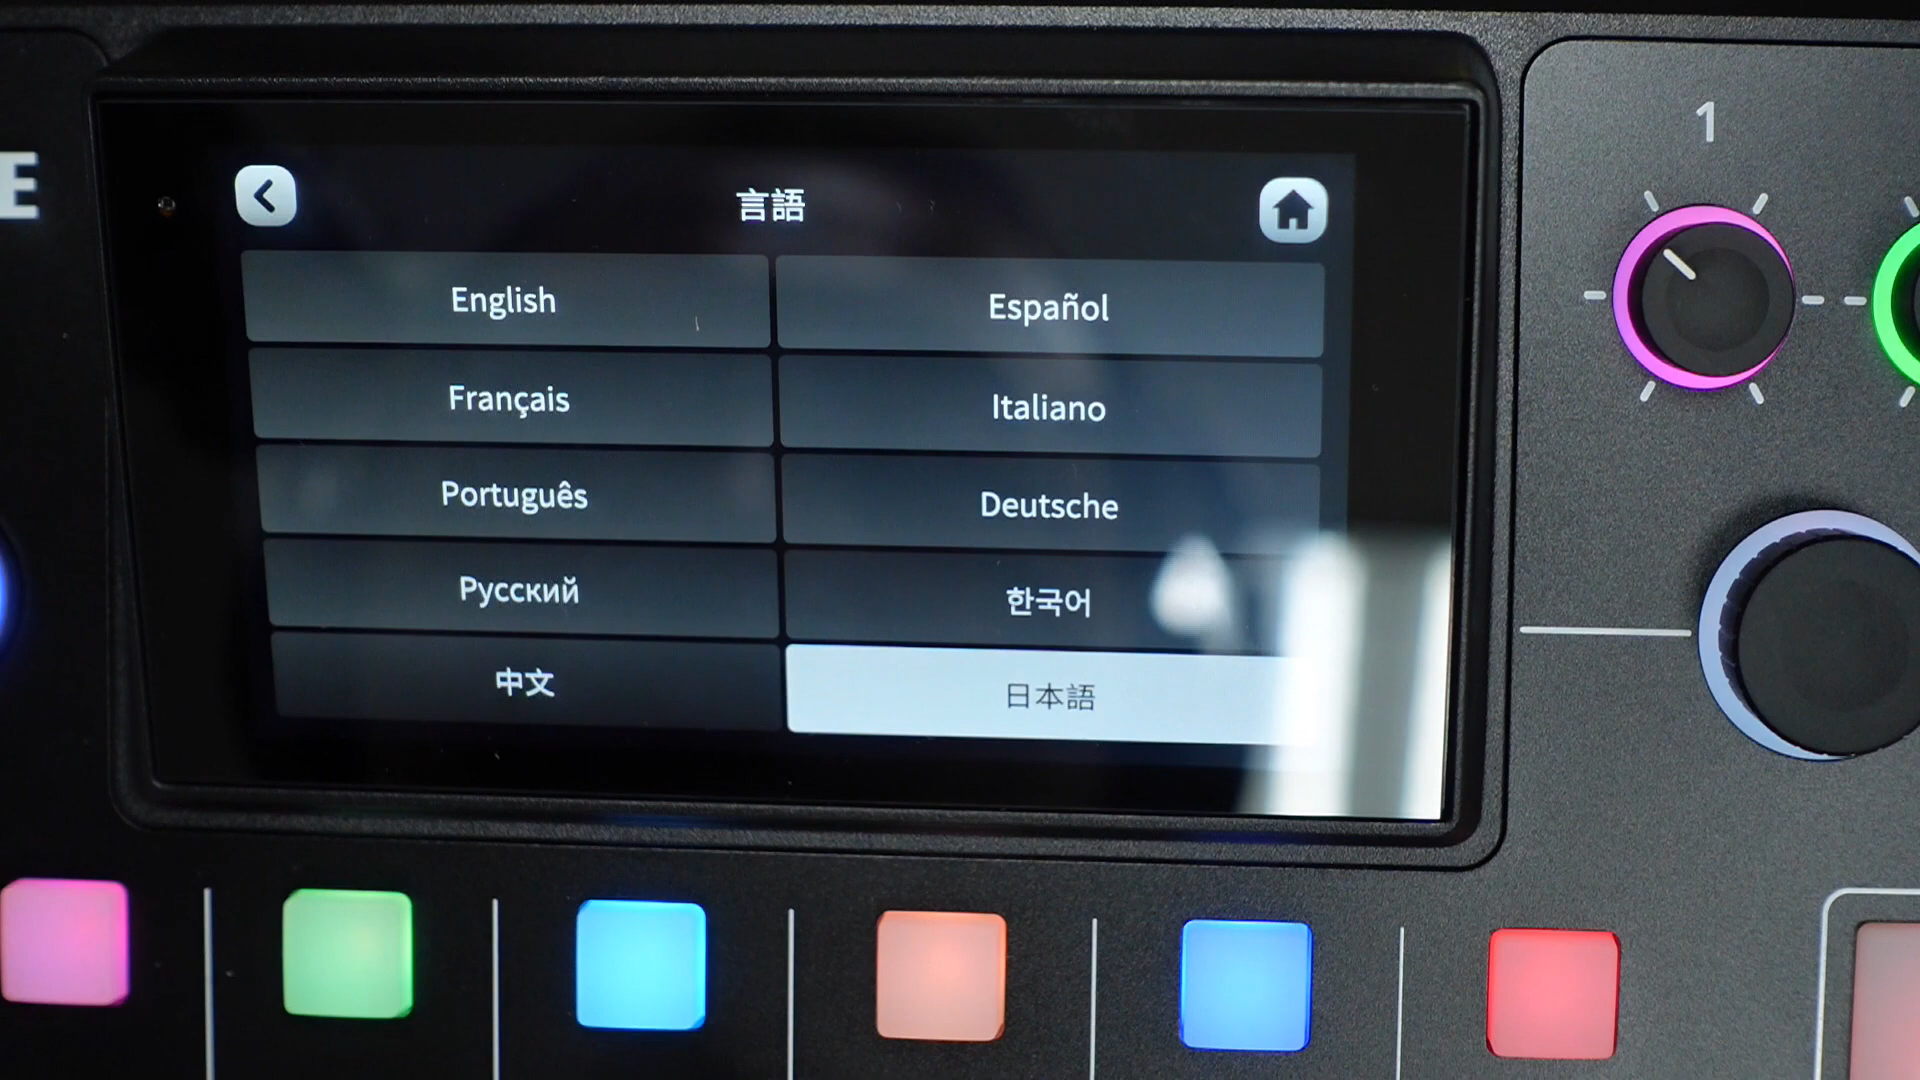 E
言語
1
English
Español
Français
Italiano
Português
Deutsche
Русский
한국어
中文
日本語